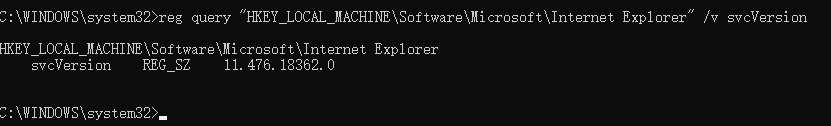 C:\WINDOWS\system32>reg query "HKEY_LOCAL_MACHINE\Software\Microsoft\Internet Explorer" /v svcVersion
HKEY_LOCAL_MACHINE\Software\Microsoft\Internet Explorer
svcVersion    REG_SZ    11.476.18362.0
C:\WINDOWS\system32>